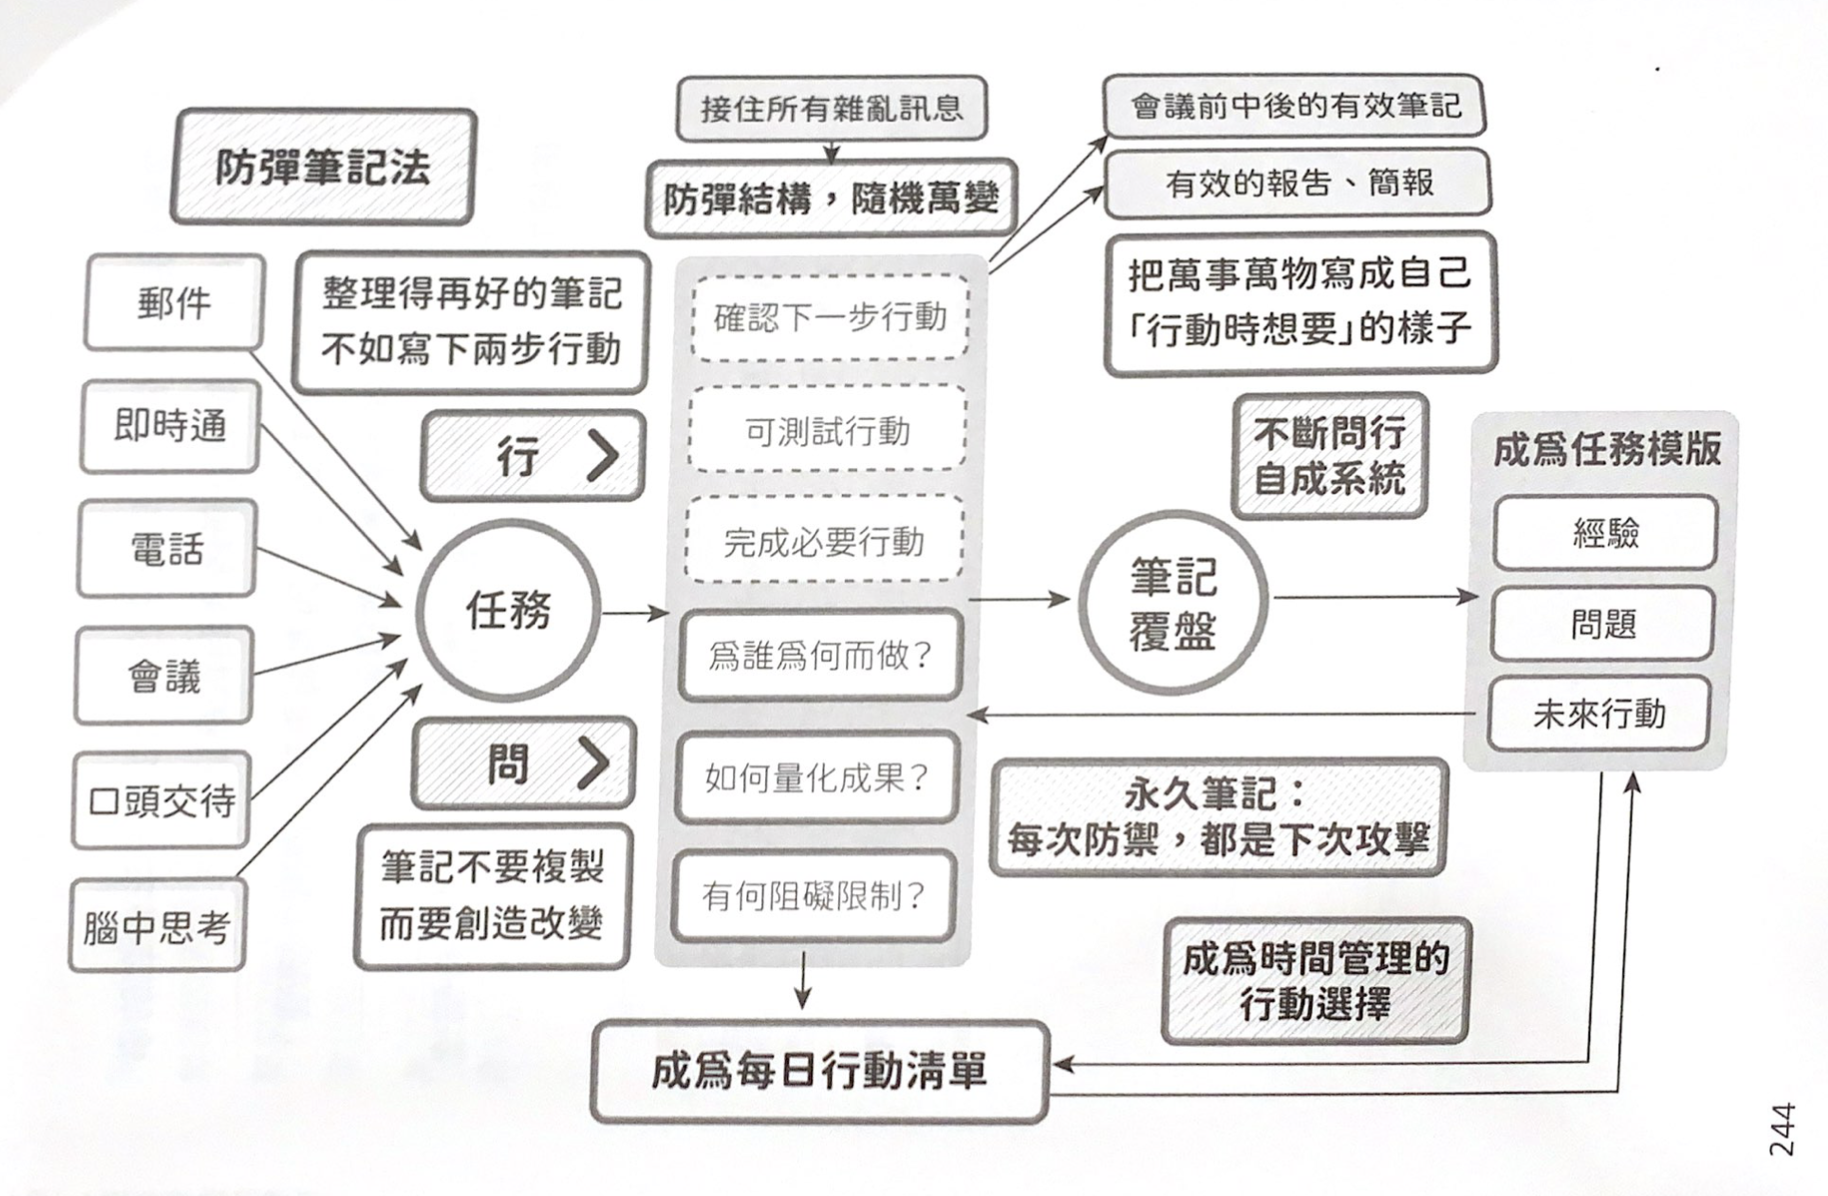 防彈筆記法
接住所有雜亂訊息
防彈結構，隨機萬變
會議前中後的有效筆記
有效的報告、簡報
把萬事萬物寫成自己
「行動時想要」的樣子
郵件
即時通
電話
會議
口頭交待
腦中思考
整理得再好的筆記
不如寫下兩步行動
行 >
任務
問 >
筆記不要複製
而要創造改變
確認下一步行動
可測試行動
完成必要行動
爲誰爲何而做？
如何量化成果？
有何阻礙限制？
筆記
覆盤
不斷問行
自成系統
成爲任務模版
經驗
問題
未來行動
永久筆記：
每次防禦，都是下次攻擊
成爲時間管理的
行動選擇
成爲每日行動清單
244